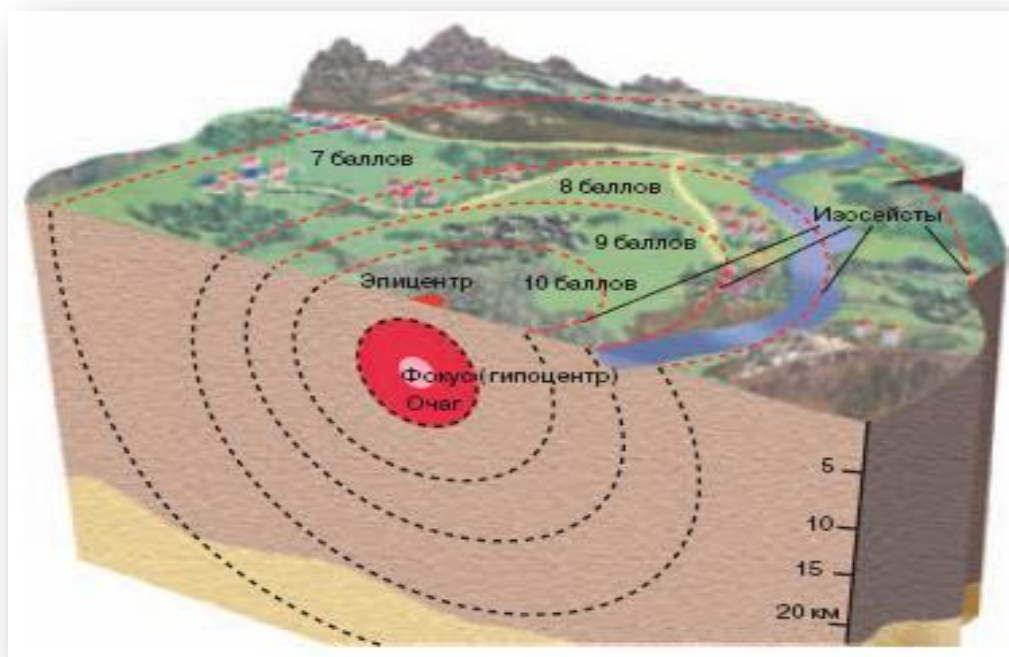 7 баллов
8 баллов
Изосейсты
9 баллов
Эпицентр
10 баллов
Фокус(гипоцентр)
Очаг
5
10
15
20 км